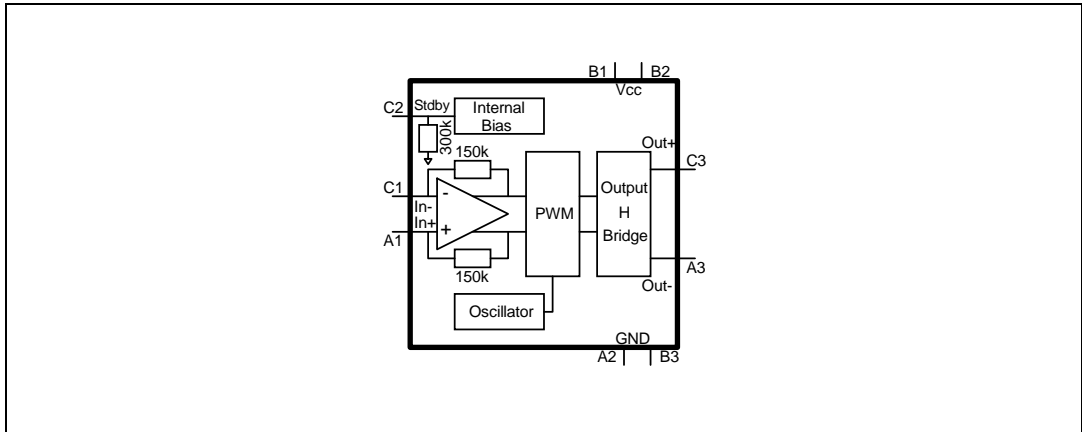 B1
B2
Vcc
C2
Stdby
Internal
Bias
300k
150k
Out+
C3
C1
In-
-
Output
H
Bridge
PWM
In+
+
A1
150k
A3
Out-
Oscillator
GND
A2
B3